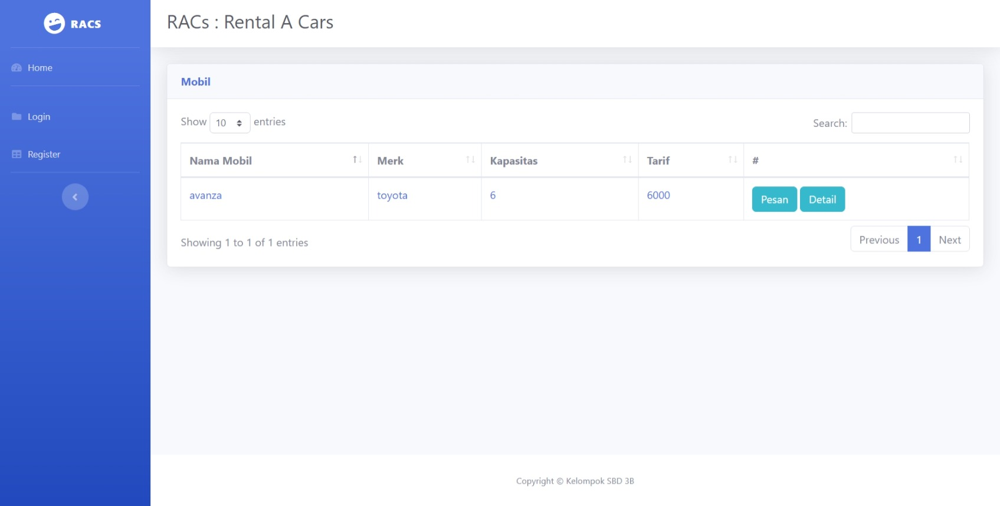 RACS
RACs : Rental A Cars
Home
Login
Register
Mobil
Show 10 entries
Search:
Nama Mobil Merk Kapasitas Tarif #
avanza toyota 6 6000 Pesan Detail
Showing 1 to 1 of 1 entries
Previous 1 Next
Copyright © Kelompok SBD 3B